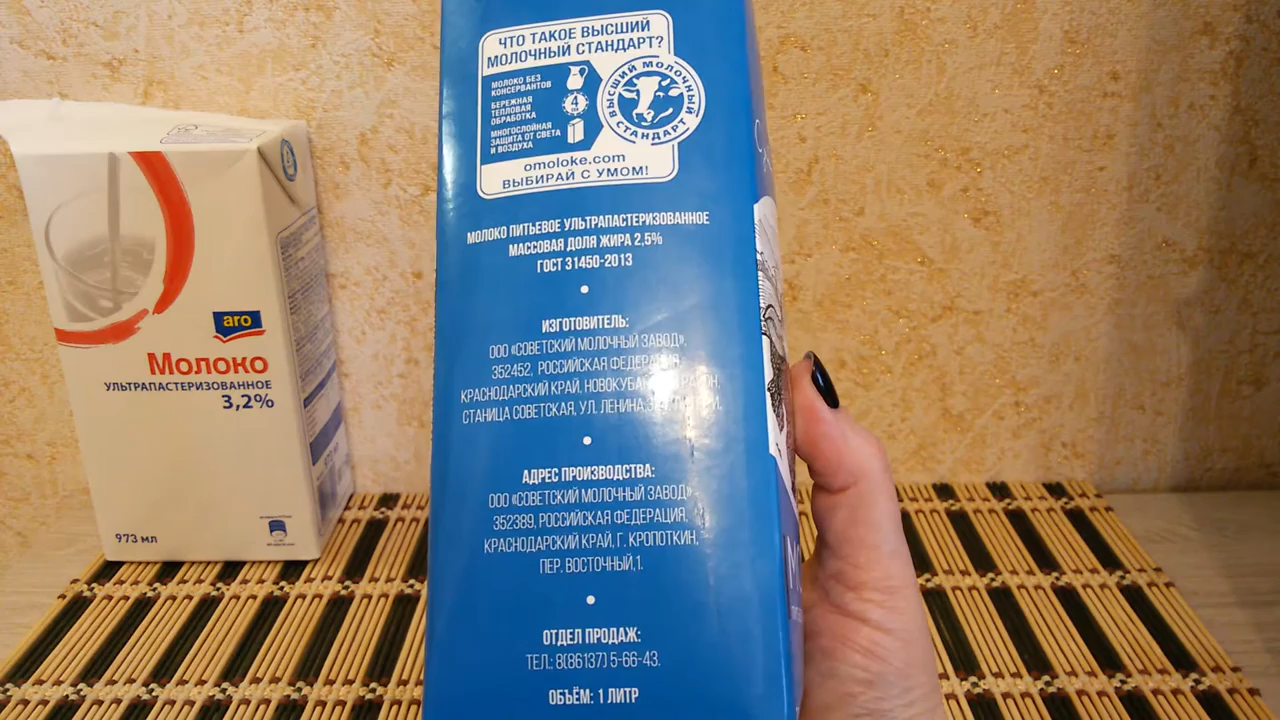 ЧТО ТАКОЕ ВЫСШИЙ
МОЛОЧНЫЙ СТАНДАРТ?
МОЛОКО БЕЗ
КОНСЕРВАНТОВ
БЕРЕЖНАЯ
ТЕПЛОВАЯ
ОБРАБОТКА
4
МНОГОСЛОЙНАЯ
ЗАЩИТА ОТ СВЕТА
И ВОЗДУХА
ВЫСШИЙ МОЛОЧНЫЙ СТАНДАРТ
omoloke.com
ВЫБИРАЙ С УМОМ!
МОЛОКО ПИТЬЕВОЕ УЛЬТРАПАСТЕРИЗОВАННОЕ
МАССОВАЯ ДОЛЯ ЖИРА 2,5%
ГОСТ 31450-2013
ИЗГОТОВИТЕЛЬ:
ООО «СОВЕТСКИЙ МОЛОЧНЫЙ ЗАВОД»,
352452, РОССИЙСКАЯ ФЕДЕРАЦИЯ,
КРАСНОДАРСКИЙ КРАЙ, РАЙОН,
СТАНИЦА СОВЕТСКАЯ, УЛ. ЛЕНИНА,
АДРЕС ПРОИЗВОДСТВА:
ООО «СОВЕТСКИЙ МОЛОЧНЫЙ ЗАВОД»
352389, РОССИЙСКАЯ ФЕДЕРАЦИЯ,
КРАСНОДАРСКИЙ КРАЙ, Г. КРОПОТКИН,
ПЕР. ВОСТОЧНЫЙ,1.
ОТДЕЛ ПРОДАЖ:
ТЕЛ.: 8(86137) 5-66-43.
ОБЪЁМ: 1 ЛИТР
aro
Молоко
УЛЬТРАПАСТЕРИЗОВАННОЕ
3,2%
973 мл